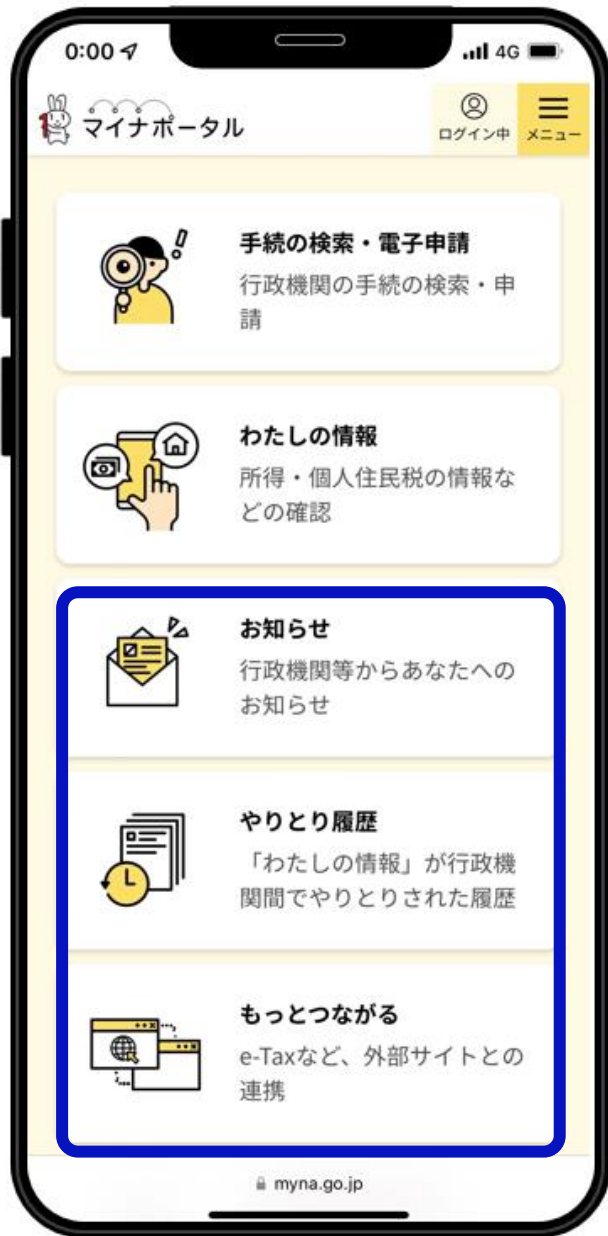 0:00 4G
マイナポータル
ログイン中 メニュー
手続の検索・電子申請
行政機関の手続の検索・申
請
わたしの情報
所得・個人住民税の情報な
どの確認
お知らせ
行政機関等からあなたへの
お知らせ
やりとり履歴
「わたしの情報」が行政機
関間でやりとりされた履歴
もっとつながる
e-Taxなど、外部サイトとの
連携
myna.go.jp